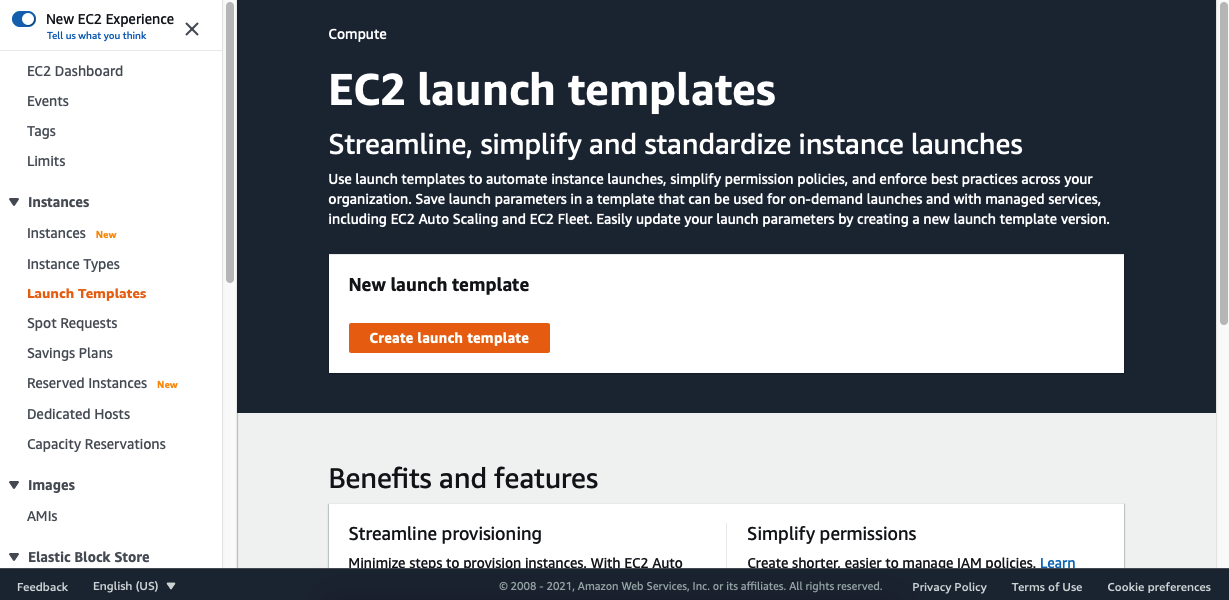 New EC2 Experience
Tell us what you think
EC2 Dashboard
Events
Tags
Limits
Instances
Instances New
Instance Types
Launch Templates
Spot Requests
Savings Plans
Reserved Instances New
Dedicated Hosts
Capacity Reservations
Images
AMIs
Elastic Block Store
Compute
EC2 launch templates
Streamline, simplify and standardize instance launches
Use launch templates to automate instance launches, simplify permission policies, and enforce best practices across your
organization. Save launch parameters in a template that can be used for on-demand launches and with managed services,
including EC2 Auto Scaling and EC2 Fleet. Easily update your launch parameters by creating a new launch template version.
New launch template
Create launch template
Benefits and features
Streamline provisioning
Minimize steps to provision instances. With EC2 Auto
Simplify permissions
Create shorter, easier to manage IAM policies. Learn
Feedback
English (US)
© 2008 - 2021, Amazon Web Services, Inc. or its affiliates. All rights reserved.
Privacy Policy
Terms of Use
Cookie preferences